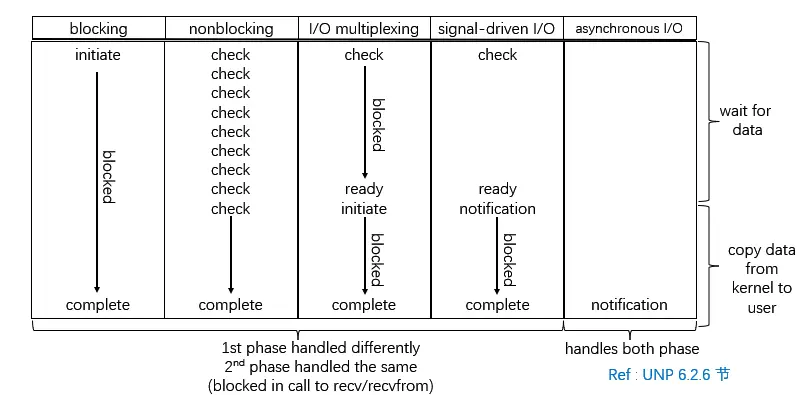 blocking nonblocking I/O multiplexing signal-driven I/O asynchronous I/O
initiate check check check
check
check
check
check
check
check
check ready ready
check initiate notification
blocked
blocked
blocked
blocked
complete complete complete complete notification
wait for
data
copy data
from
kernel to
user
1st phase handled differently
2nd phase handled the same
(blocked in call to recv/recvfrom)
handles both phase
Ref : UNP 6.2.6 节